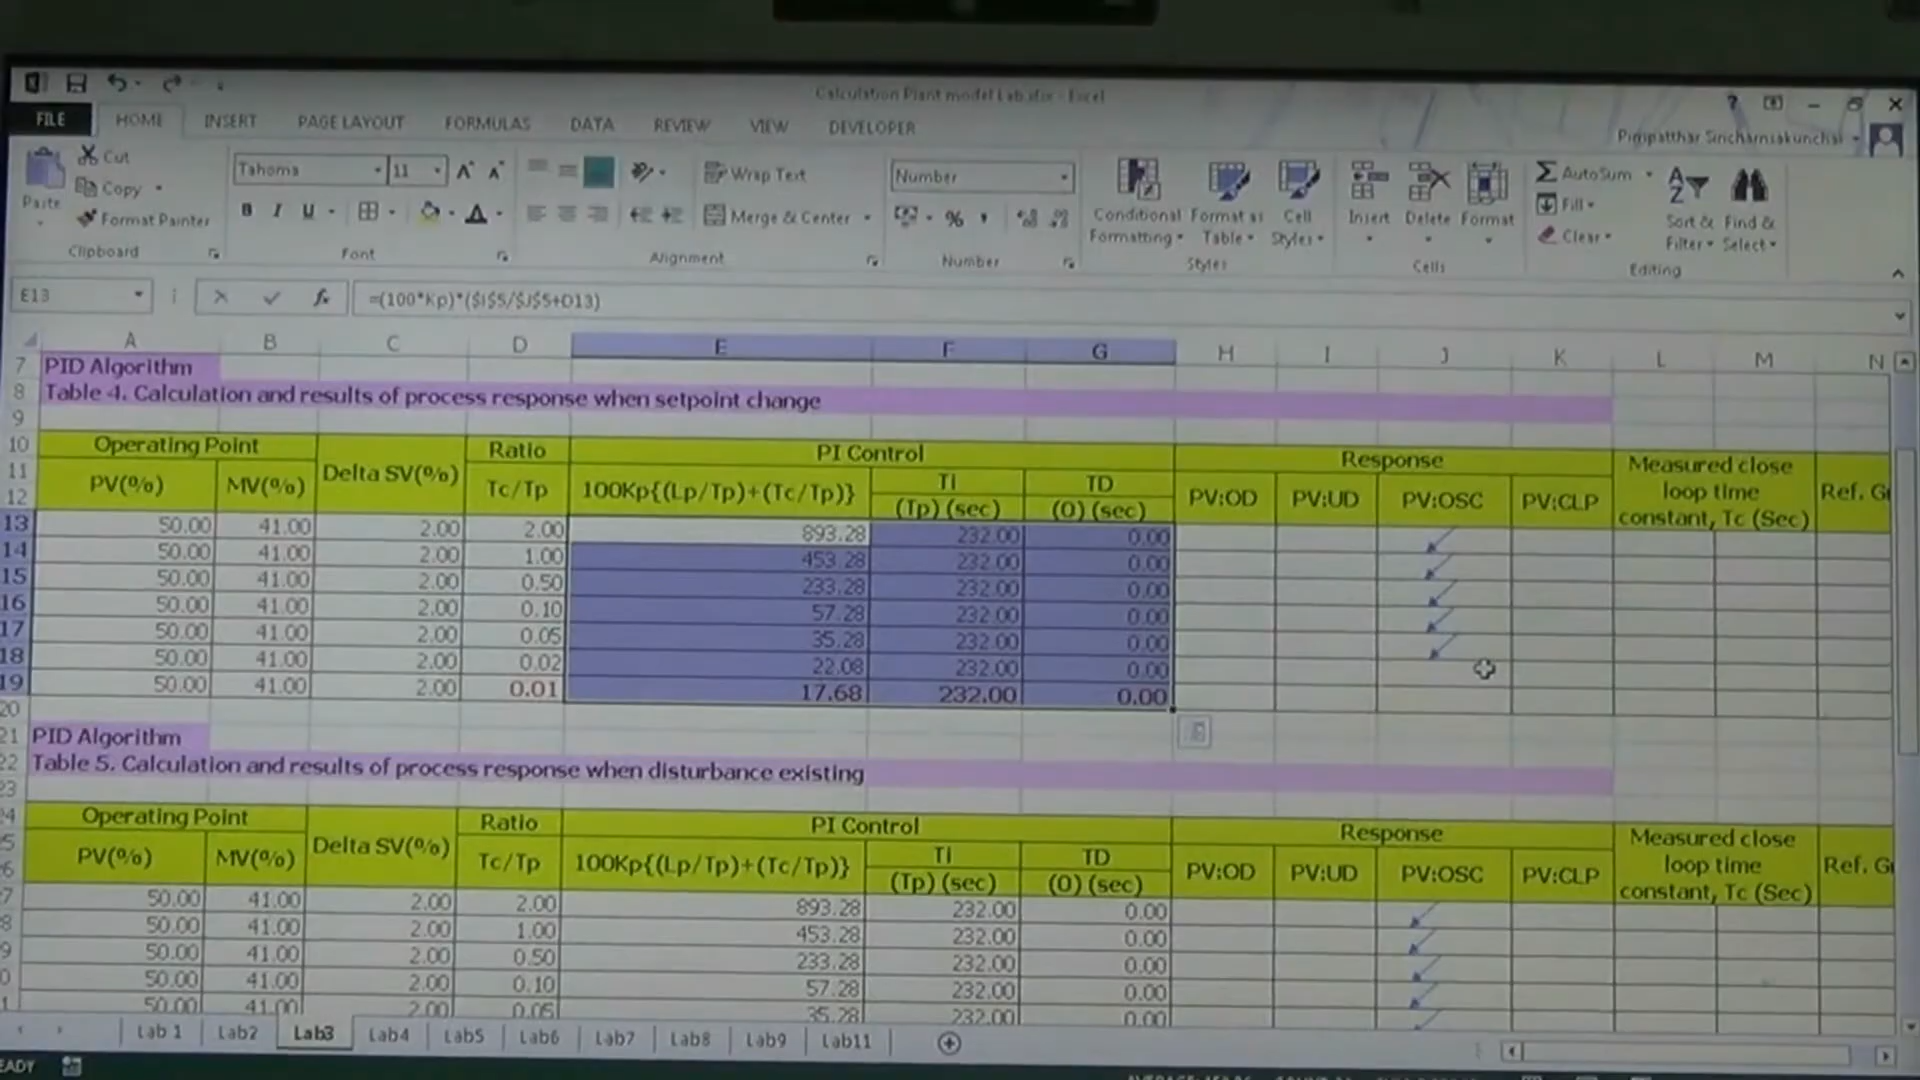 Calculation Plant model Lab.xlsx - Excel
FILE HOME INSERT PAGE LAYOUT FORMULAS DATA REVIEW VIEW DEVELOPER
Cut
Copy
Format Painter
Paste
Clipboard
Tahoma 11
B I U
Font
Wrap Text
Merge & Center
Alignment
Number
%
Number
Conditional Formatting
Format as Table
Cell Styles
Styles
Insert Delete Format
Cells
AutoSum
Fill
Clear
Sort & Filter
Find & Select
Editing
E13 fx =(100*Kp)*($I$5/$J$5+D13)
A B C D E F G H I J K L M N
7 PID Algorithm
8 Table 4. Calculation and results of process response when setpoint change
9
10 Operating Point Delta SV(%) Ratio PI Control Response Measured close loop time constant, Tc (Sec)
11 PV(%) MV(%) Tc/Tp 100Kp{(Lp/Tp)+(Tc/Tp)} TI TD PV:OD PV:UD PV:OSC PV:CLP
12 (Tp) (sec) (0) (sec)
13 50.00 41.00 2.00 2.00 893.28 232.00 0.00
14 50.00 41.00 2.00 1.00 453.28 232.00 0.00
15 50.00 41.00 2.00 0.50 233.28 232.00 0.00
16 50.00 41.00 2.00 0.10 57.28 232.00 0.00
17 50.00 41.00 2.00 0.05 35.28 232.00 0.00
18 50.00 41.00 2.00 0.02 22.08 232.00 0.00
19 50.00 41.00 2.00 0.01 17.68 232.00 0.00
20
21 PID Algorithm
22 Table 5. Calculation and results of process response when disturbance existing
23
Operating Point Delta SV(%) Ratio PI Control Response Measured close loop time constant, Tc (Sec)
PV(%) MV(%) Tc/Tp 100Kp{(Lp/Tp)+(Tc/Tp)} TI TD PV:OD PV:UD PV:OSC PV:CLP
(Tp) (sec) (0) (sec)
50.00 41.00 2.00 2.00 893.28 232.00 0.00
50.00 41.00 2.00 1.00 453.28 232.00 0.00
50.00 41.00 2.00 0.50 233.28 232.00 0.00
50.00 41.00 2.00 0.10 57.28 232.00 0.00
50.00 41.00 2.00 0.05 35.28 232.00 0.00
Lab 1 Lab2 Lab3 Lab4 Lab5 Lab6 Lab7 Lab8 Lab9 Lab11